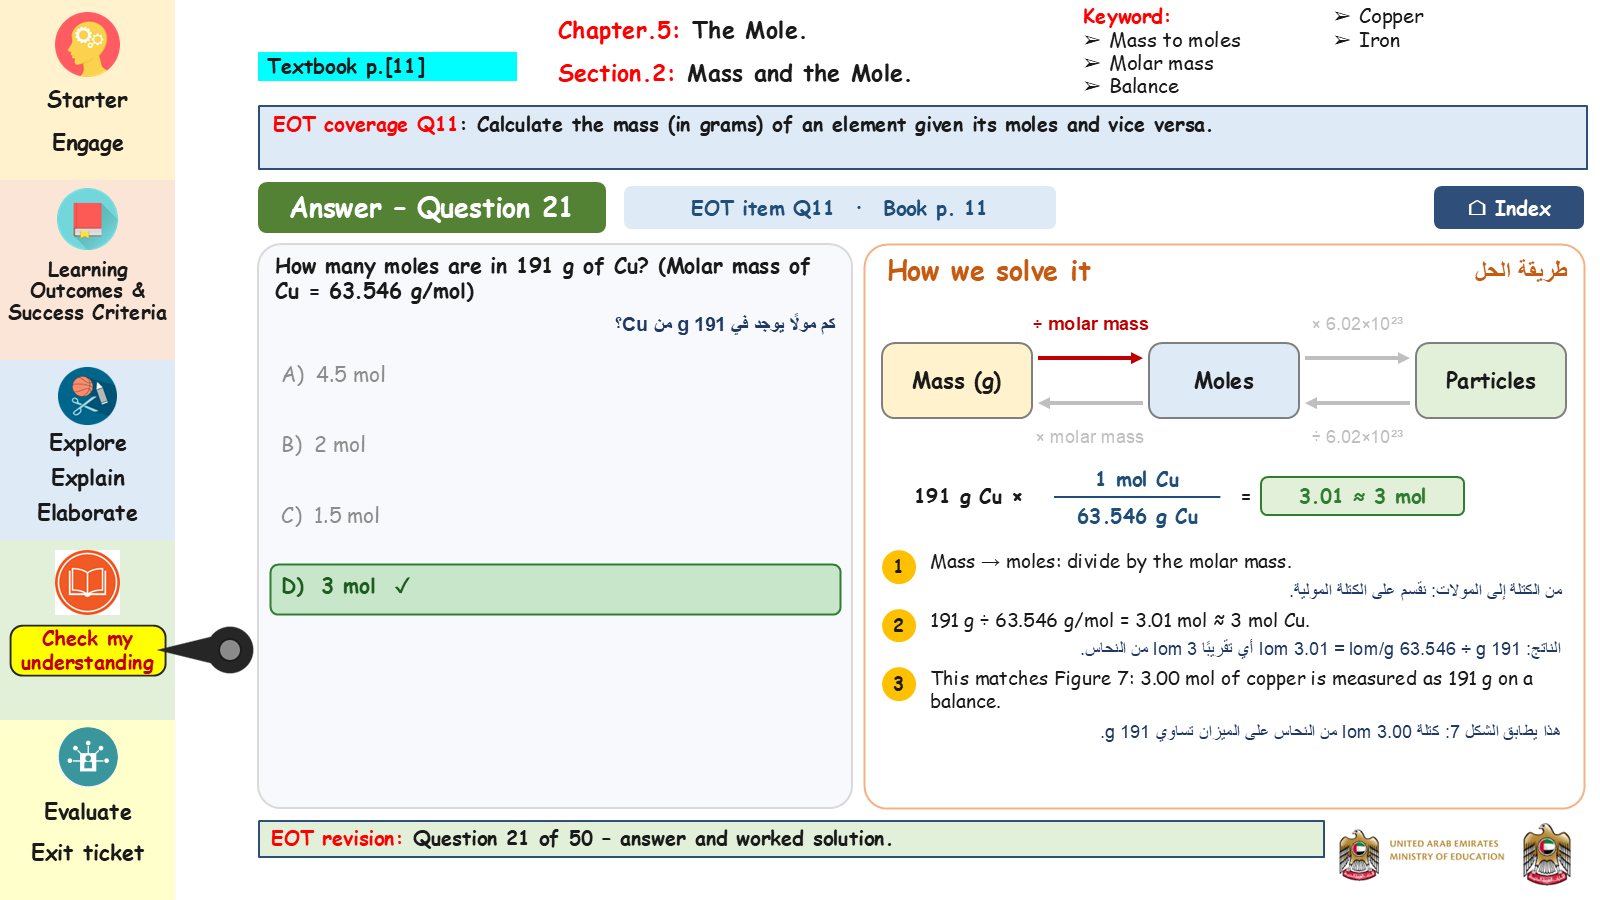 Starter
Engage
Learning
Outcomes &
Success Criteria
Explore
Explain
Elaborate
Check my
understanding
Evaluate
Exit ticket
Textbook p.[11]
Chapter.5: The Mole.
Section.2: Mass and the Mole.
Keyword:
➢ Mass to moles
➢ Molar mass
➢ Balance
➢ Copper
➢ Iron
EOT coverage Q11: Calculate the mass (in grams) of an element given its moles and vice versa.
Answer – Question 21
EOT item Q11 · Book p. 11
Index
How many moles are in 191 g of Cu? (Molar mass of
Cu = 63.546 g/mol)
كم مولًا يوجد في 191 g من Cu؟
A) 4.5 mol
B) 2 mol
C) 1.5 mol
D) 3 mol ✓
How we solve it
طريقة الحل
÷ molar mass
× 6.02×10²³
Mass (g)
Moles
Particles
× molar mass
÷ 6.02×10²³
191 g Cu ×
1 mol Cu
63.546 g Cu
=
3.01 ≈ 3 mol
1 Mass → moles: divide by the molar mass.
من الكتلة إلى المولات: نقسم على الكتلة المولية.
2 191 g ÷ 63.546 g/mol = 3.01 mol ≈ 3 mol Cu.
الناتج: 191 g ÷ 63.546 lom/g = 3.01 lom أي تقريبًا 3 lom من النحاس.
3 This matches Figure 7: 3.00 mol of copper is measured as 191 g on a
balance.
هذا يطابق الشكل 7: كتلة 3.00 lom من النحاس على الميزان تساوي 191 g.
EOT revision: Question 21 of 50 – answer and worked solution.
UNITED ARAB EMIRATES
MINISTRY OF EDUCATION